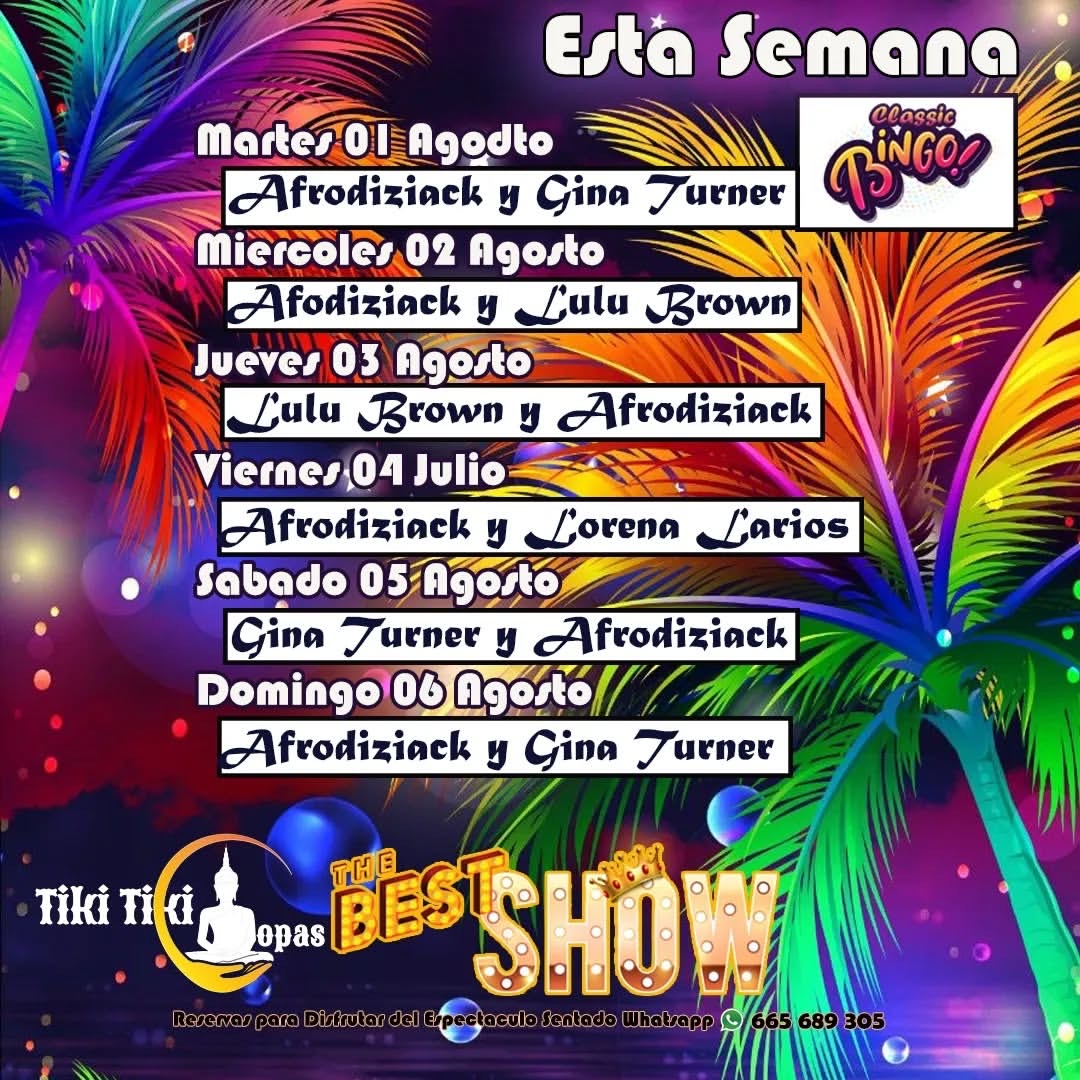 Esta Semana
Martes 01 Agodto
Classic
BINGO!
Afrodiziack y Gina Turner
Miercoles 02 Agosto
Afodiziack y Lulu Brown
Jueves 03 Agosto
Lulu Brown y Afrodiziack
Viernes 04 Julio
Afrodiziack y Lorena Larios
Sabado 05 Agosto
Gina Turner y Afrodiziack
Domingo 06 Agosto
Afrodiziack y Gina Turner
Tiki Tiki
Copas
THE
BEST
SHOW
Reservas para Disfrutar del Espectaculo Sentado Whatsapp 665 689 305